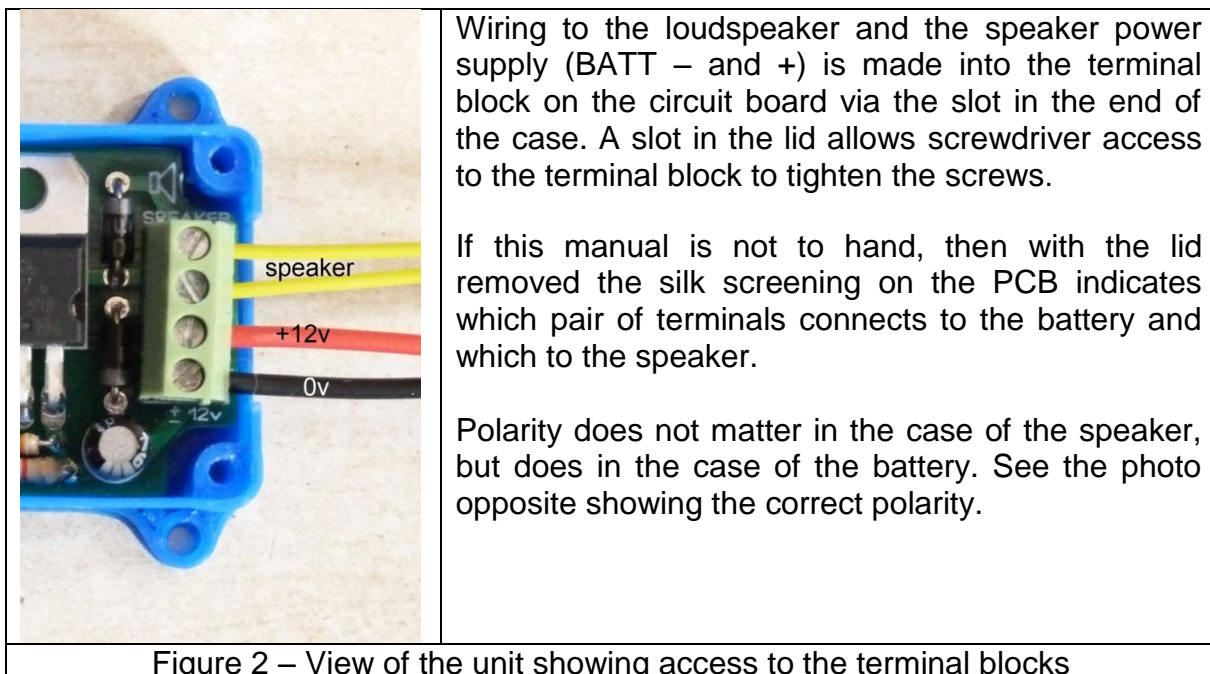 SPEAKER
speaker
+12v
0v
± 12v
Wiring to the loudspeaker and the speaker power
supply (BATT – and +) is made into the terminal
block on the circuit board via the slot in the end of
the case. A slot in the lid allows screwdriver access
to the terminal block to tighten the screws.
If this manual is not to hand, then with the lid
removed the silk screening on the PCB indicates
which pair of terminals connects to the battery and
which to the speaker.
Polarity does not matter in the case of the speaker,
but does in the case of the battery. See the photo
opposite showing the correct polarity.
Figure 2 – View of the unit showing access to the terminal blocks